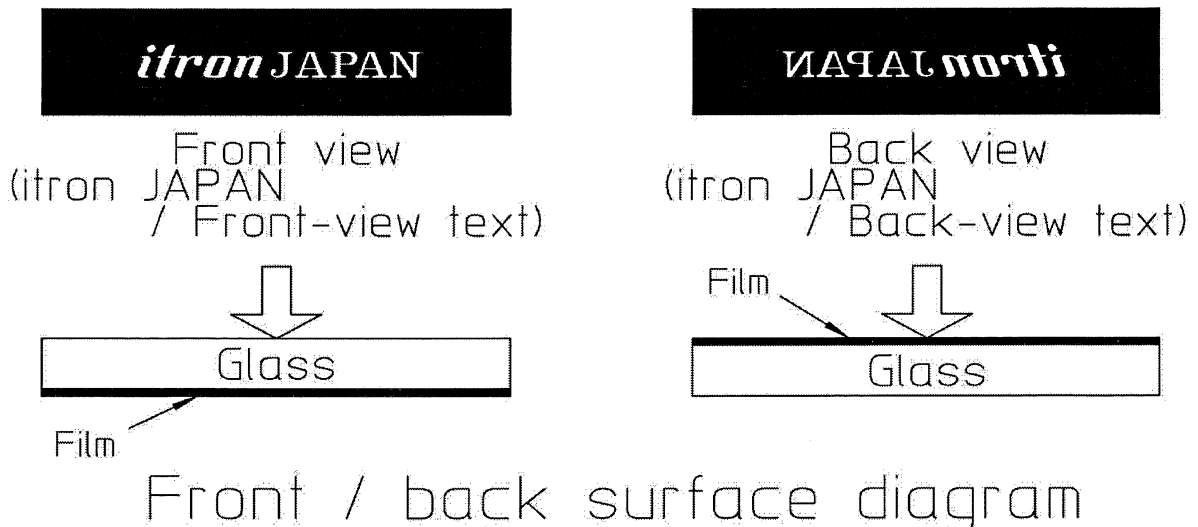 itron JAPAN
Front view
(itron JAPAN
/ Front-view text)
Glass
Film
itron JAPAN
Back view
(itron JAPAN
/ Back-view text)
Film
Glass
Front / back surface diagram